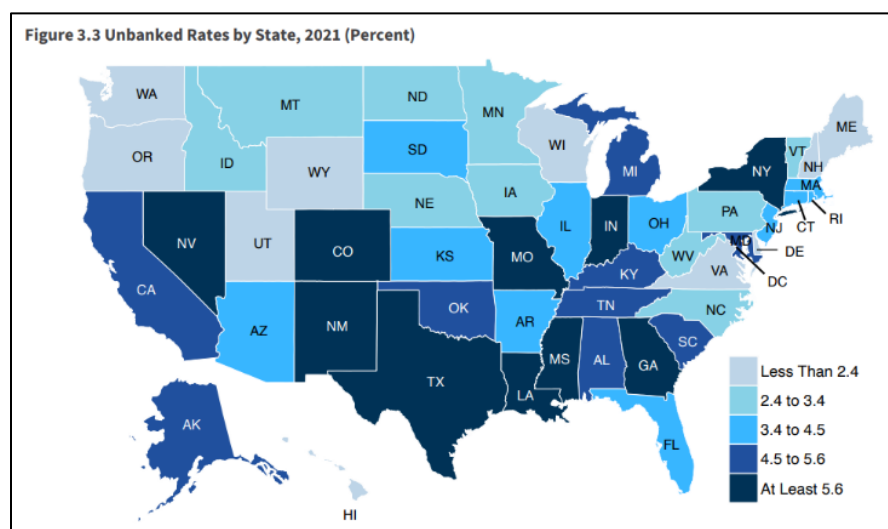 Figure 3.3 Unbanked Rates by State, 2021 (Percent)
WA
MT
ND
MN
ME
OR
ID
SD
WI
VT
NH
WY
MI
NY
MA
NE
IA
PA
RI
CT
NV
UT
CO
IL
IN
OH
NJ
MD
DE
CA
KS
MO
WV
VA
DC
KY
AZ
NM
OK
AR
TN
NC
SC
TX
LA
MS
AL
GA
FL
AK
HI
Less Than 2.4
2.4 to 3.4
3.4 to 4.5
4.5 to 5.6
At Least 5.6